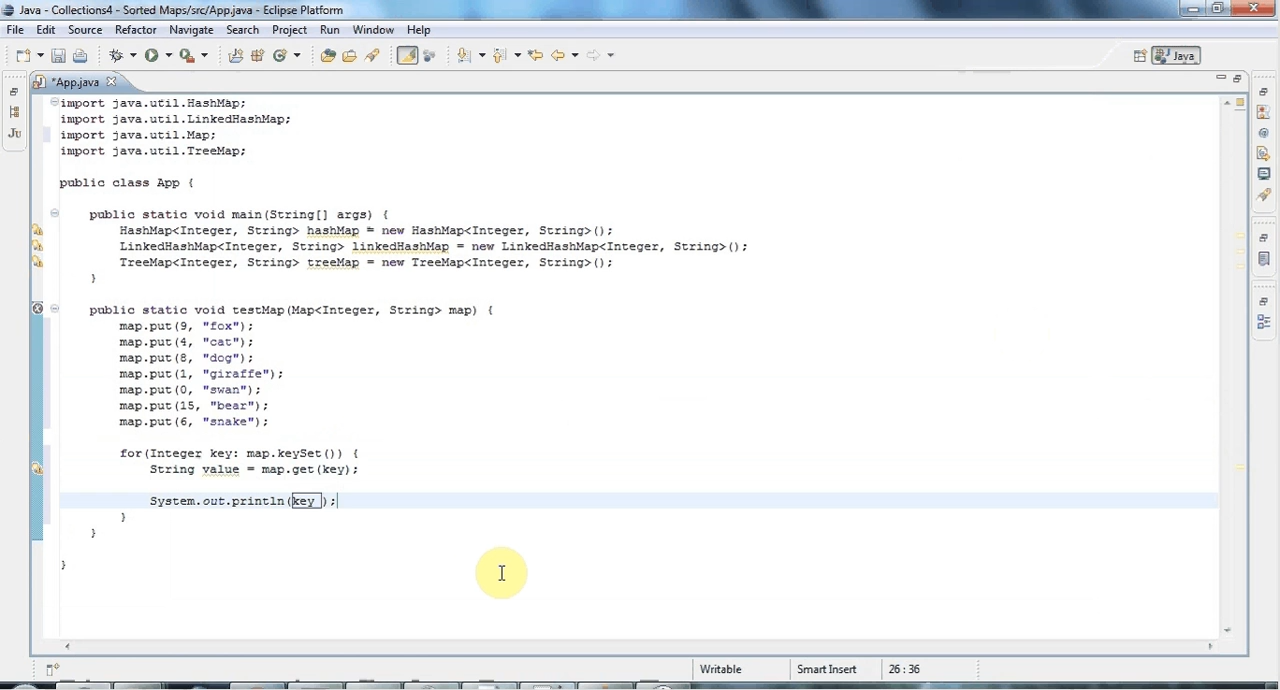 Java - Collections4 - Sorted Maps/src/App.java - Eclipse Platform
File Edit Source Refactor Navigate Search Project Run Window Help
Java
*App.java
Ju
import java.util.HashMap;
import java.util.LinkedHashMap;
import java.util.Map;
import java.util.TreeMap;
public class App {
public static void main(String[] args) {
HashMap<Integer, String> hashMap = new HashMap<Integer, String>();
LinkedHashMap<Integer, String> linkedHashMap = new LinkedHashMap<Integer, String>();
TreeMap<Integer, String> treeMap = new TreeMap<Integer, String>();
}
public static void testMap(Map<Integer, String> map) {
map.put(9, "fox");
map.put(4, "cat");
map.put(8, "dog");
map.put(1, "giraffe");
map.put(0, "swan");
map.put(15, "bear");
map.put(6, "snake");
for(Integer key: map.keySet()) {
String value = map.get(key);
System.out.println(key );
}
}
}
Writable Smart Insert 26 : 36